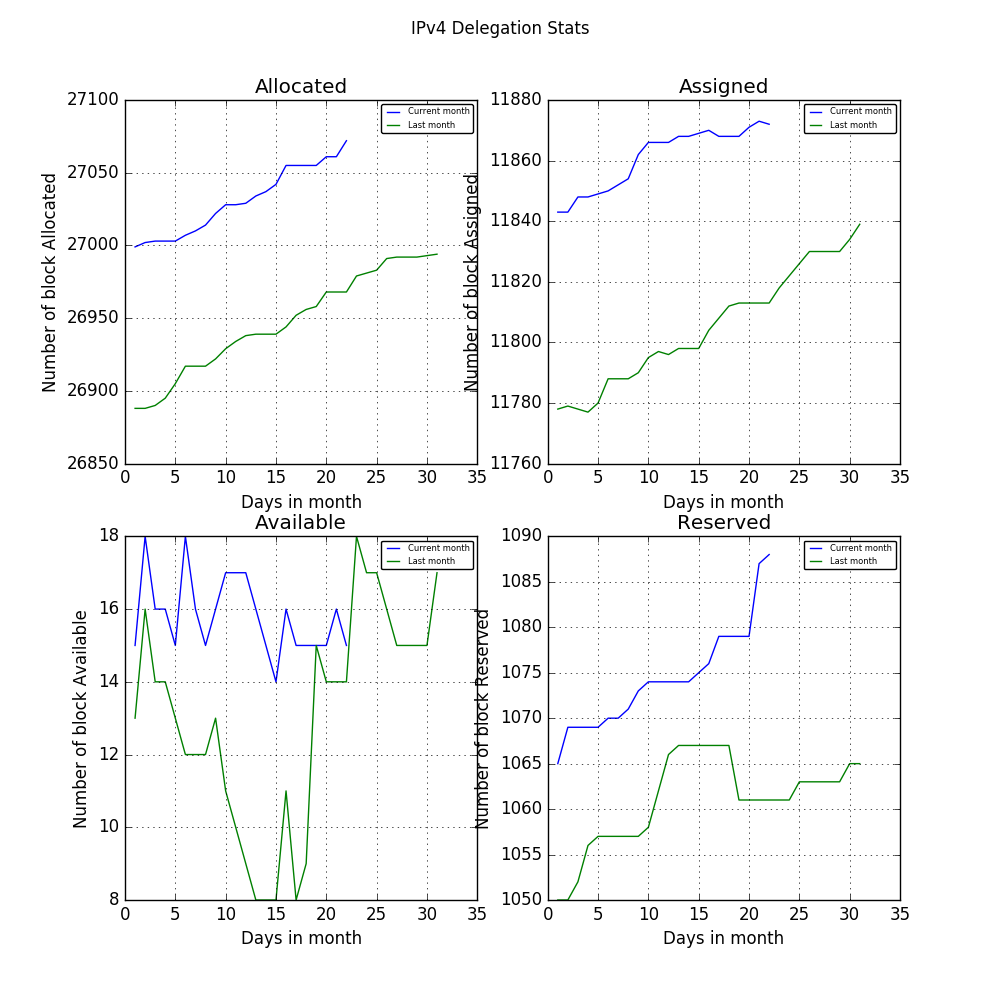 IPv4 Delegation Stats
Allocated
27100
27050
27000
26950
26900
26850
0 5 10 15 20 25 30 35
Number of block Allocated
Days in month
Current month
Last month
Assigned
11880
11860
11840
11820
11800
11780
11760
0 5 10 15 20 25 30 35
Number of block Assigned
Days in month
Current month
Last month
Available
18
16
14
12
10
8
0 5 10 15 20 25 30 35
Number of block Available
Days in month
Current month
Last month
Reserved
1090
1085
1080
1075
1070
1065
1060
1055
1050
0 5 10 15 20 25 30 35
Number of block Reserved
Days in month
Current month
Last month